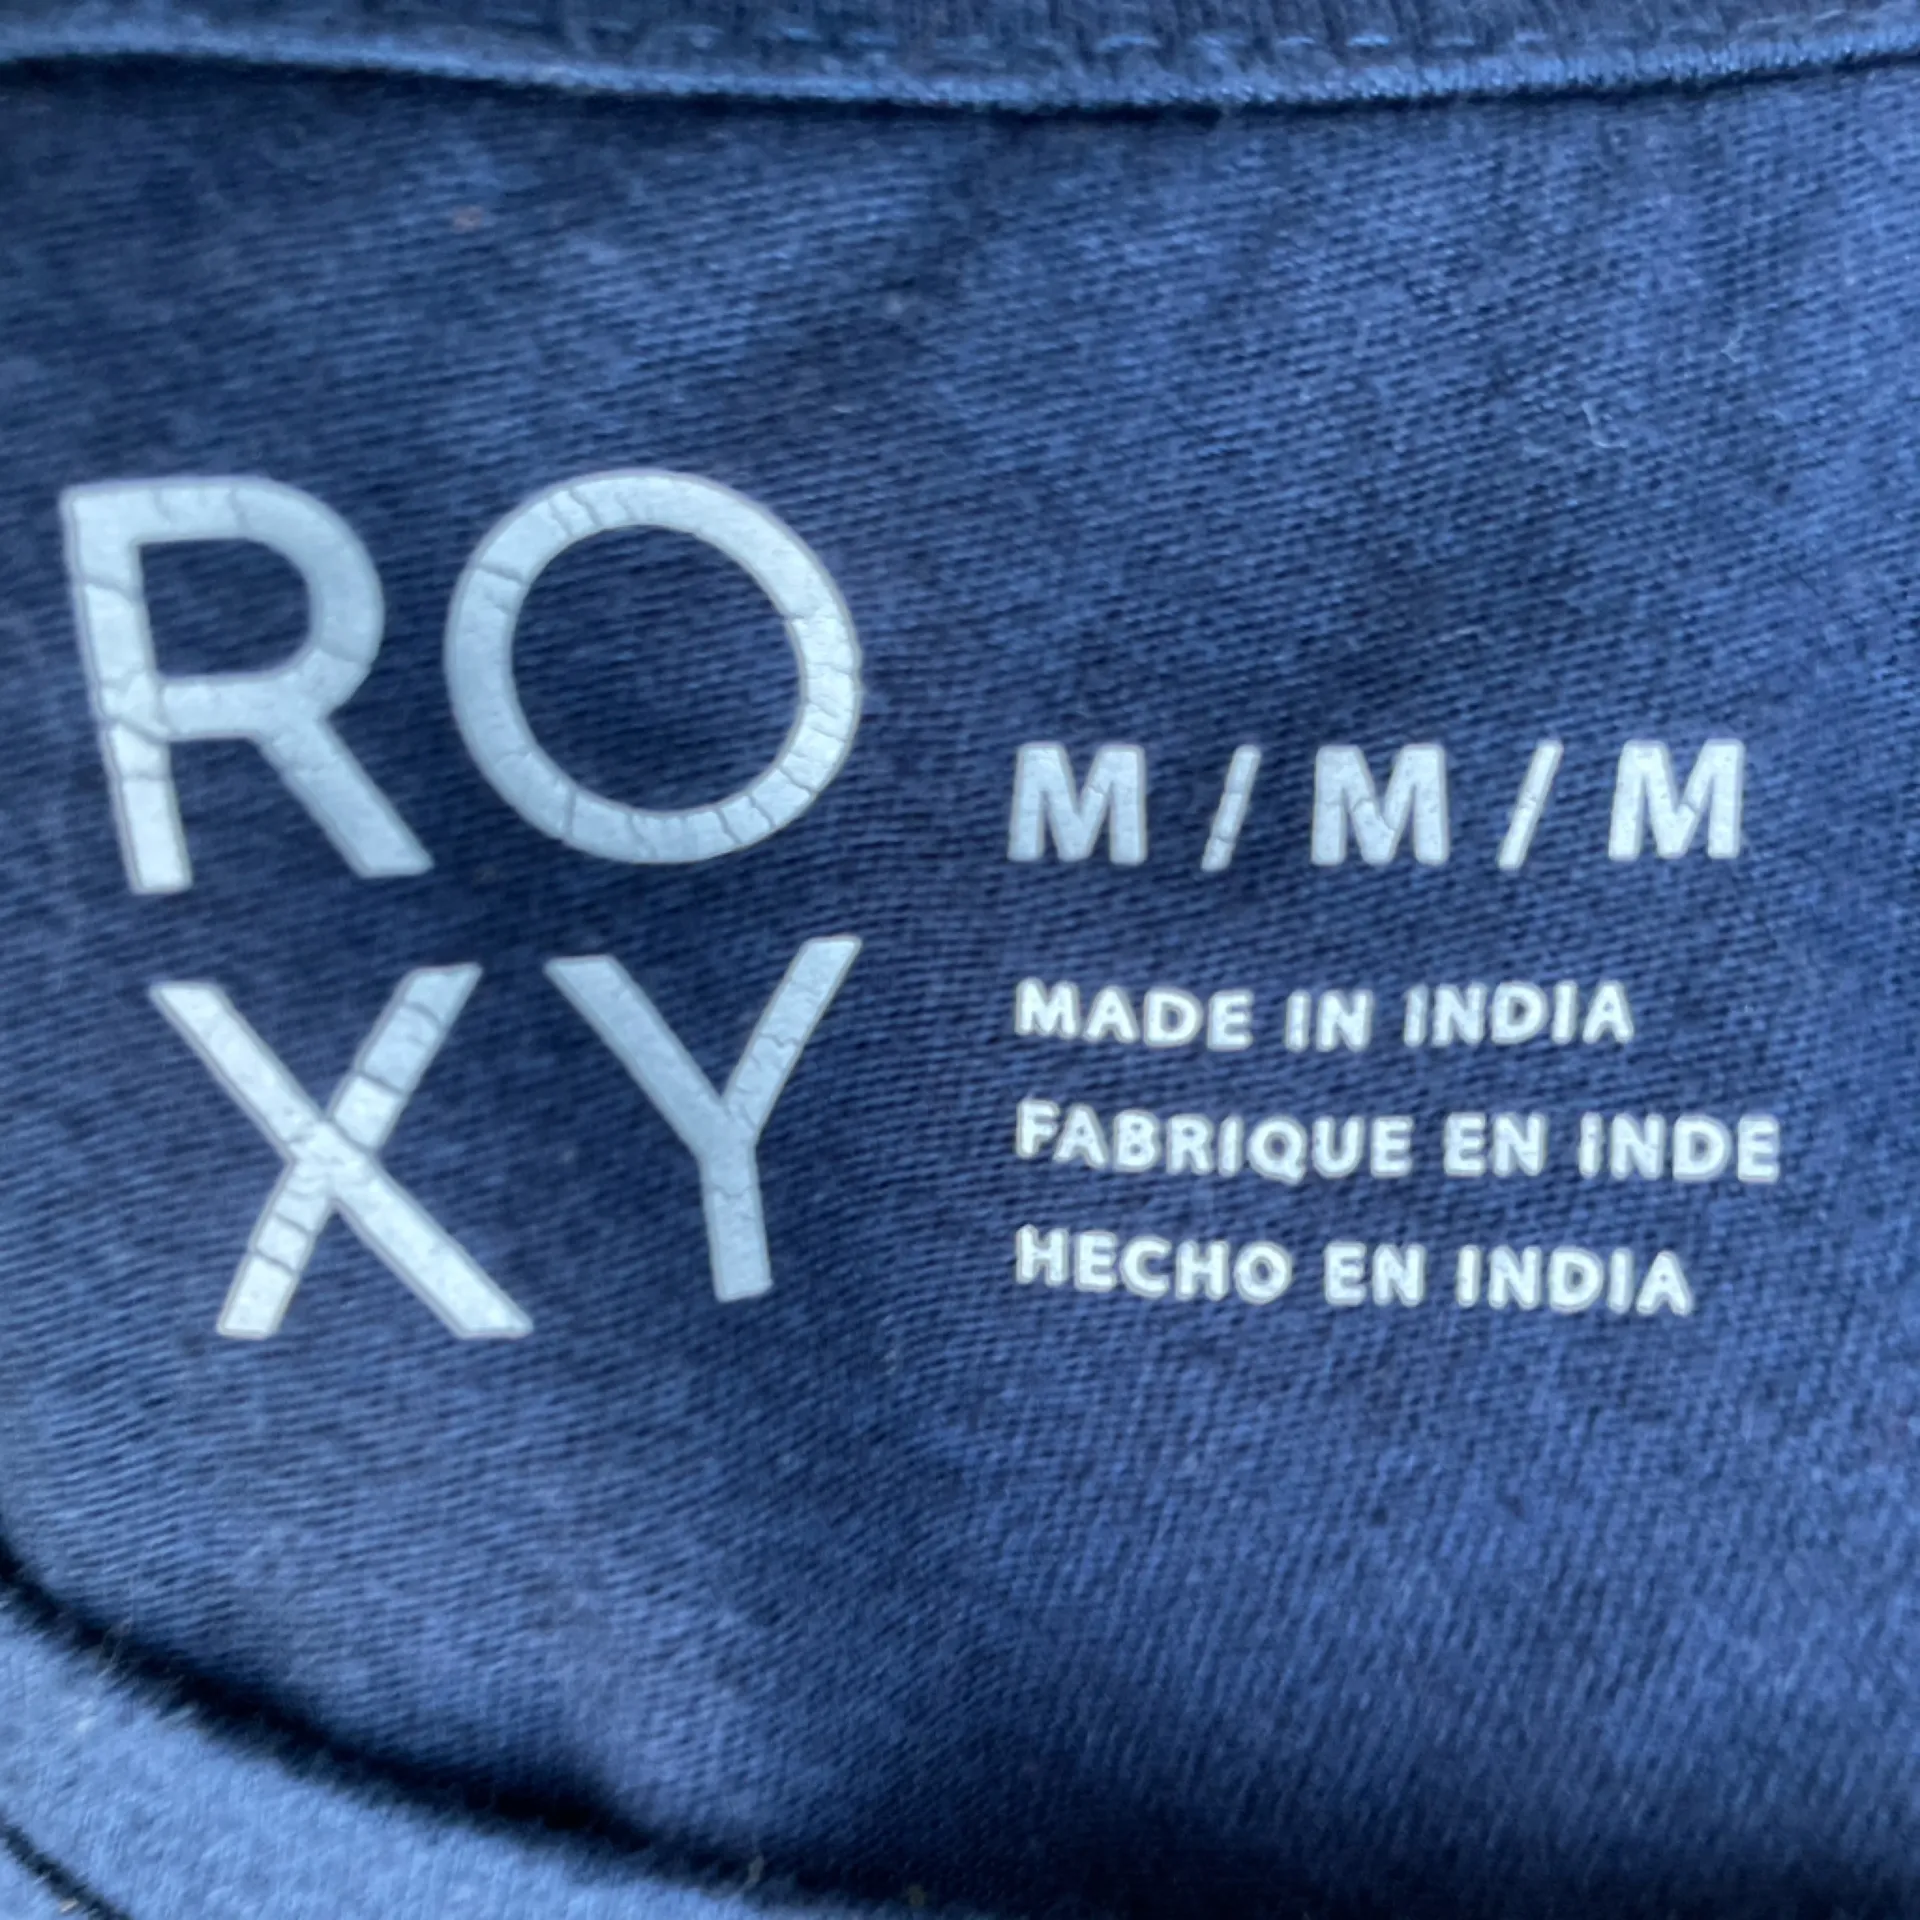 RO
XY
M / M / M
MADE IN INDIA
FABRIQUE EN INDE
HECHO EN INDIA